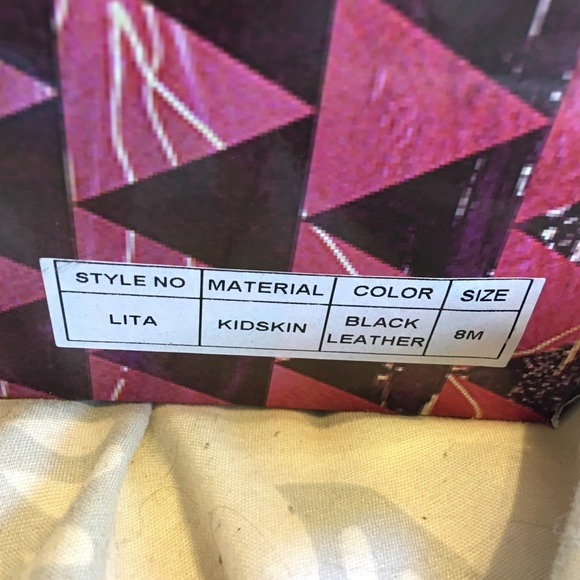 STYLE NO MATERIAL COLOR SIZE
LITA KIDSKIN BLACK LEATHER 8M